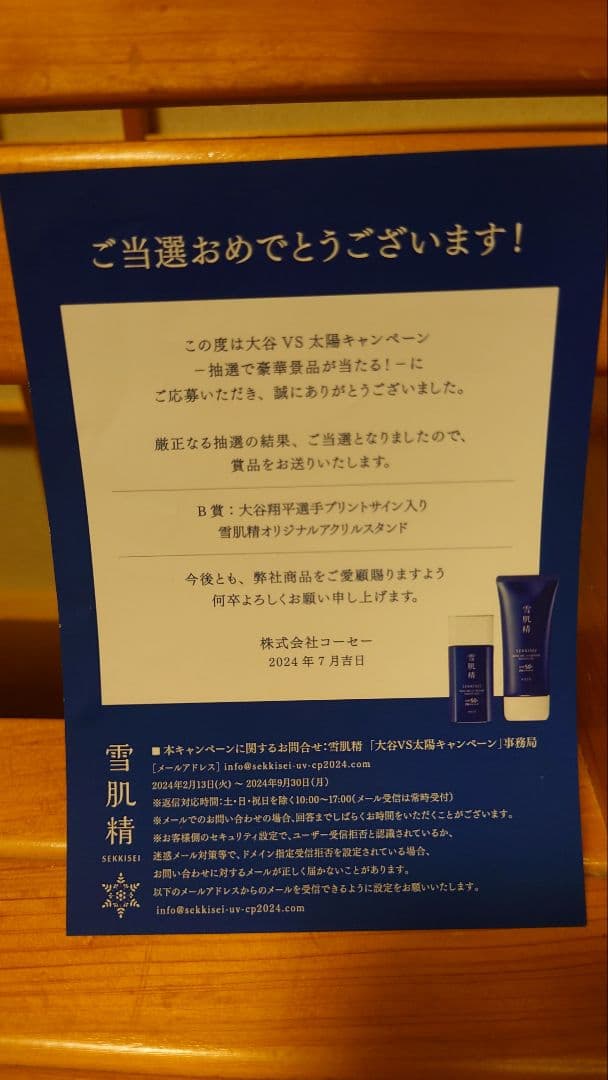 ご当選おめでとうございます!
この度は大谷 VS 太陽キャンペーン
－抽選で豪華景品が当たる!－に
ご応募いただき、誠にありがとうございました。
厳正なる抽選の結果、ご当選となりましたので、
賞品をお送りいたします。
B賞：大谷翔平選手プリントサイン入り
雪肌精オリジナルアクリルスタンド
今後とも、弊社商品をご愛顧賜りますよう
何卒よろしくお願い申し上げます。
株式会社コーセー
2024年7月吉日
雪肌精
SEKKISEI
50+
雪肌精
SEKKISEI
50+
雪肌精
SEKKISEI
■本キャンペーンに関するお問合せ：雪肌精「大谷VS太陽キャンペーン」事務局
[メールアドレス] info@sekkisei-uv-cp2024.com
2024年2月13日(火) ～ 2024年9月30日(月)
※返信対応時間：土・日・祝日を除く10:00～17:00(メール受信は常時受付)
※メールでのお問い合わせの場合、回答までしばらくお時間をいただくことがございます。
※お客様側のセキュリティ設定で、ユーザー受信拒否と認識されているか、
迷惑メール対策等で、ドメイン指定受信拒否を設定されている場合、
お問い合わせに対するメールが正しく届かないことがあります。
以下のメールアドレスからのメールを受信できるように設定をお願いいたします。
info@sekkisei-uv-cp2024.com